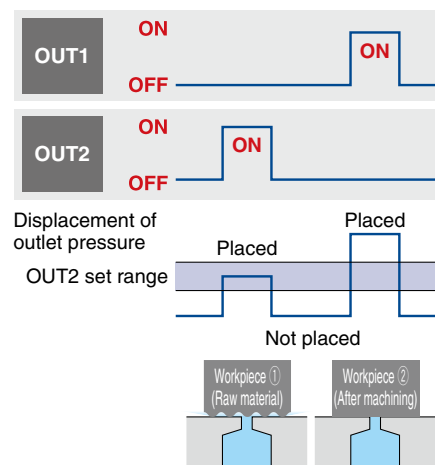 ON
OUT1
ON
OFF
ON
OUT2
ON
OFF
Displacement of
outlet pressure
Placed
Placed
OUT2 set range
Not placed
Workpiece ①
(Raw material)
Workpiece ②
(After machining)